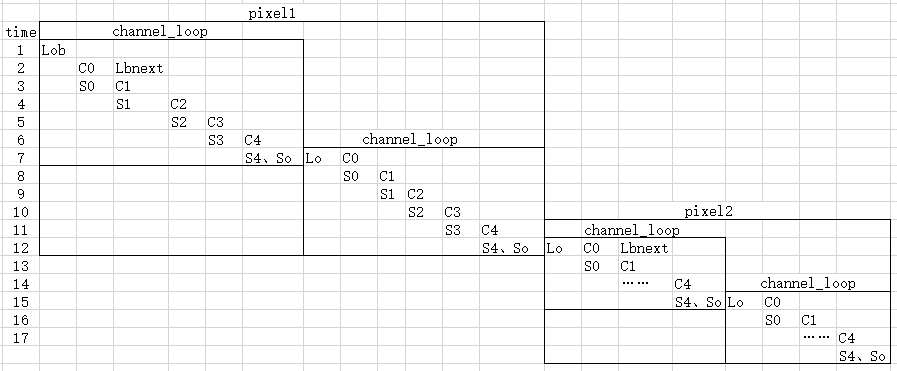 pixel1
time channel_loop
1 Lob
2 C0 Lbnext
3 S0 C1
4 S1 C2
5 S2 C3
6 S3 C4 channel_loop
7 S4、So Lo C0
8 S0 C1
9 S1 C2
10 S2 C3 pixel2
11 S3 C4 channel_loop
12 S4、So Lo C0 Lbnext
13 S0 C1
14 …… C4 channel_loop
15 S4、So Lo C0
16 S0 C1
17 …… C4
S4、So